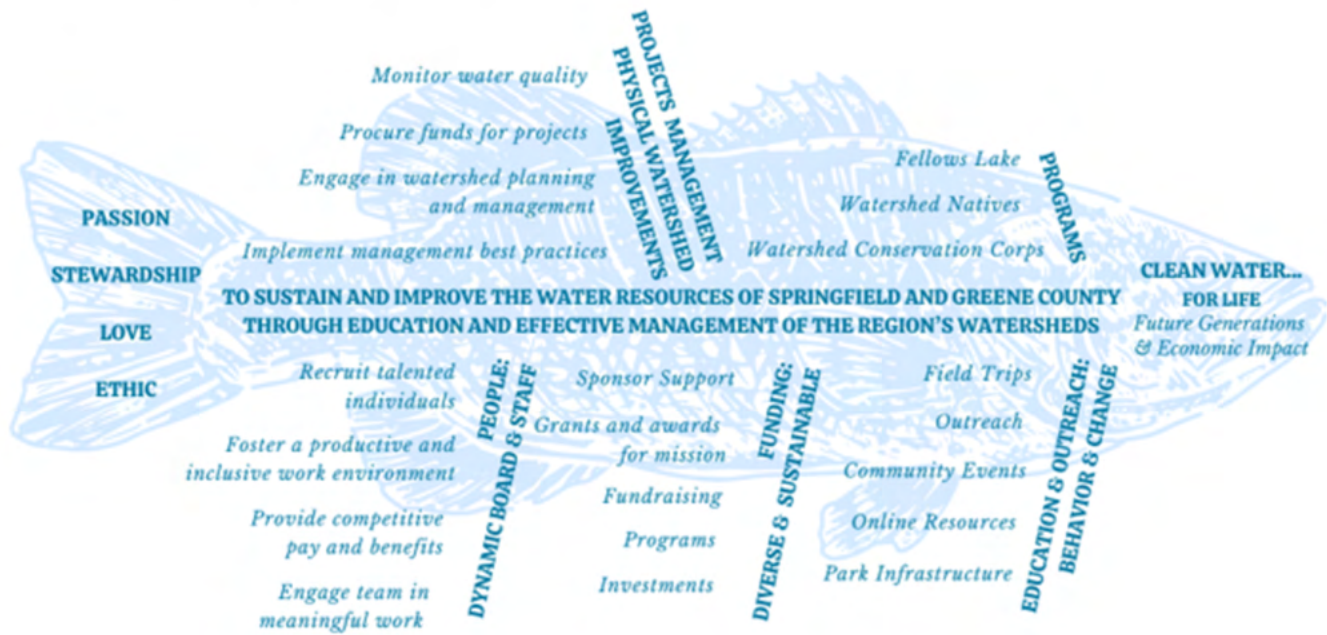 PASSION
STEWARDSHIP
LOVE
ETHIC
Monitor water quality
Procure funds for projects
Engage in watershed planning
and management
Implement management best practices
PROJECTS MANAGEMENT
PHYSICAL WATERSHED
IMPROVEMENTS
Fellows Lake
Watershed Natives
Watershed Conservation Corps
PROGRAMS
TO SUSTAIN AND IMPROVE THE WATER RESOURCES OF SPRINGFIELD AND GREENE COUNTY
THROUGH EDUCATION AND EFFECTIVE MANAGEMENT OF THE REGION'S WATERSHEDS
CLEAN WATER...
FOR LIFE
Future Generations
& Economic Impact
Recruit talented
individuals
Foster a productive and
inclusive work environment
Provide competitive
pay and benefits
Engage team in
meaningful work
PEOPLE:
DYNAMIC BOARD & STAFF
Sponsor Support
Grants and awards
for mission
Fundraising
Programs
Investments
FUNDING:
DIVERSE & SUSTAINABLE
Field Trips
Outreach
Community Events
Online Resources
Park Infrastructure
EDUCATION & OUTREACH:
BEHAVIOR & CHANGE